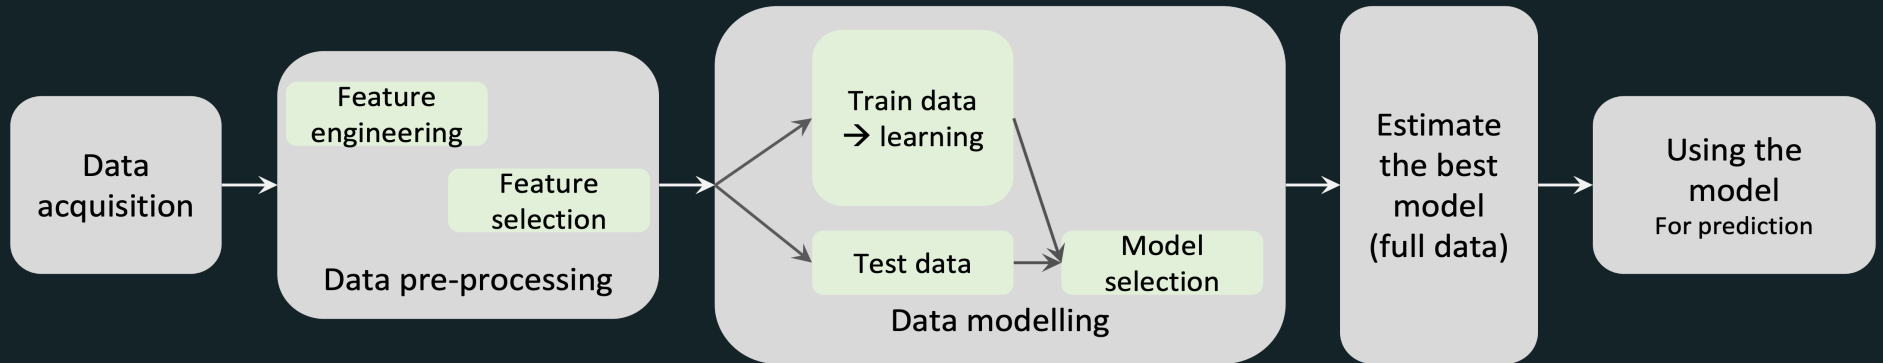 Data
acquisition
Feature
engineering
Feature
selection
Data pre-processing
Train data
→ learning
Test data
Model
selection
Data modelling
Estimate
the best
model
(full data)
Using the
model
For prediction